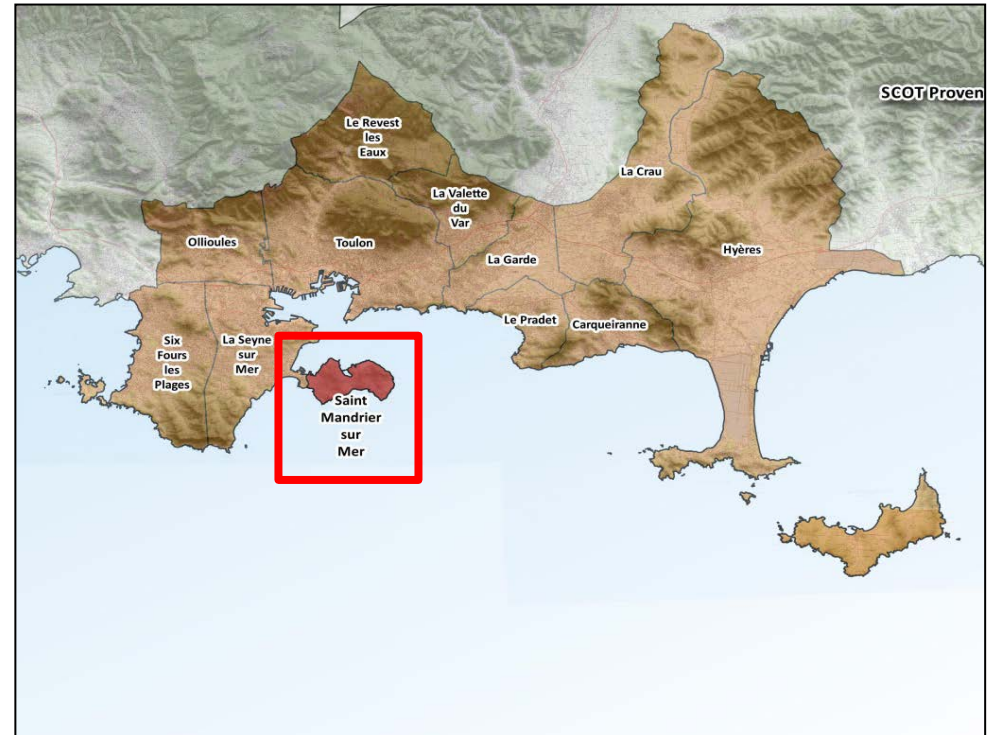 SCOT Proven
Le Revest
les
Eaux
La Crau
La Valette
du
Var
Ollioules
Toulon
Hyères
La Garde
Le Pradet
Carqueiranne
Six
Fours
les
Plages
La Seyne
sur
Mer
Saint
Mandrier
sur
Mer